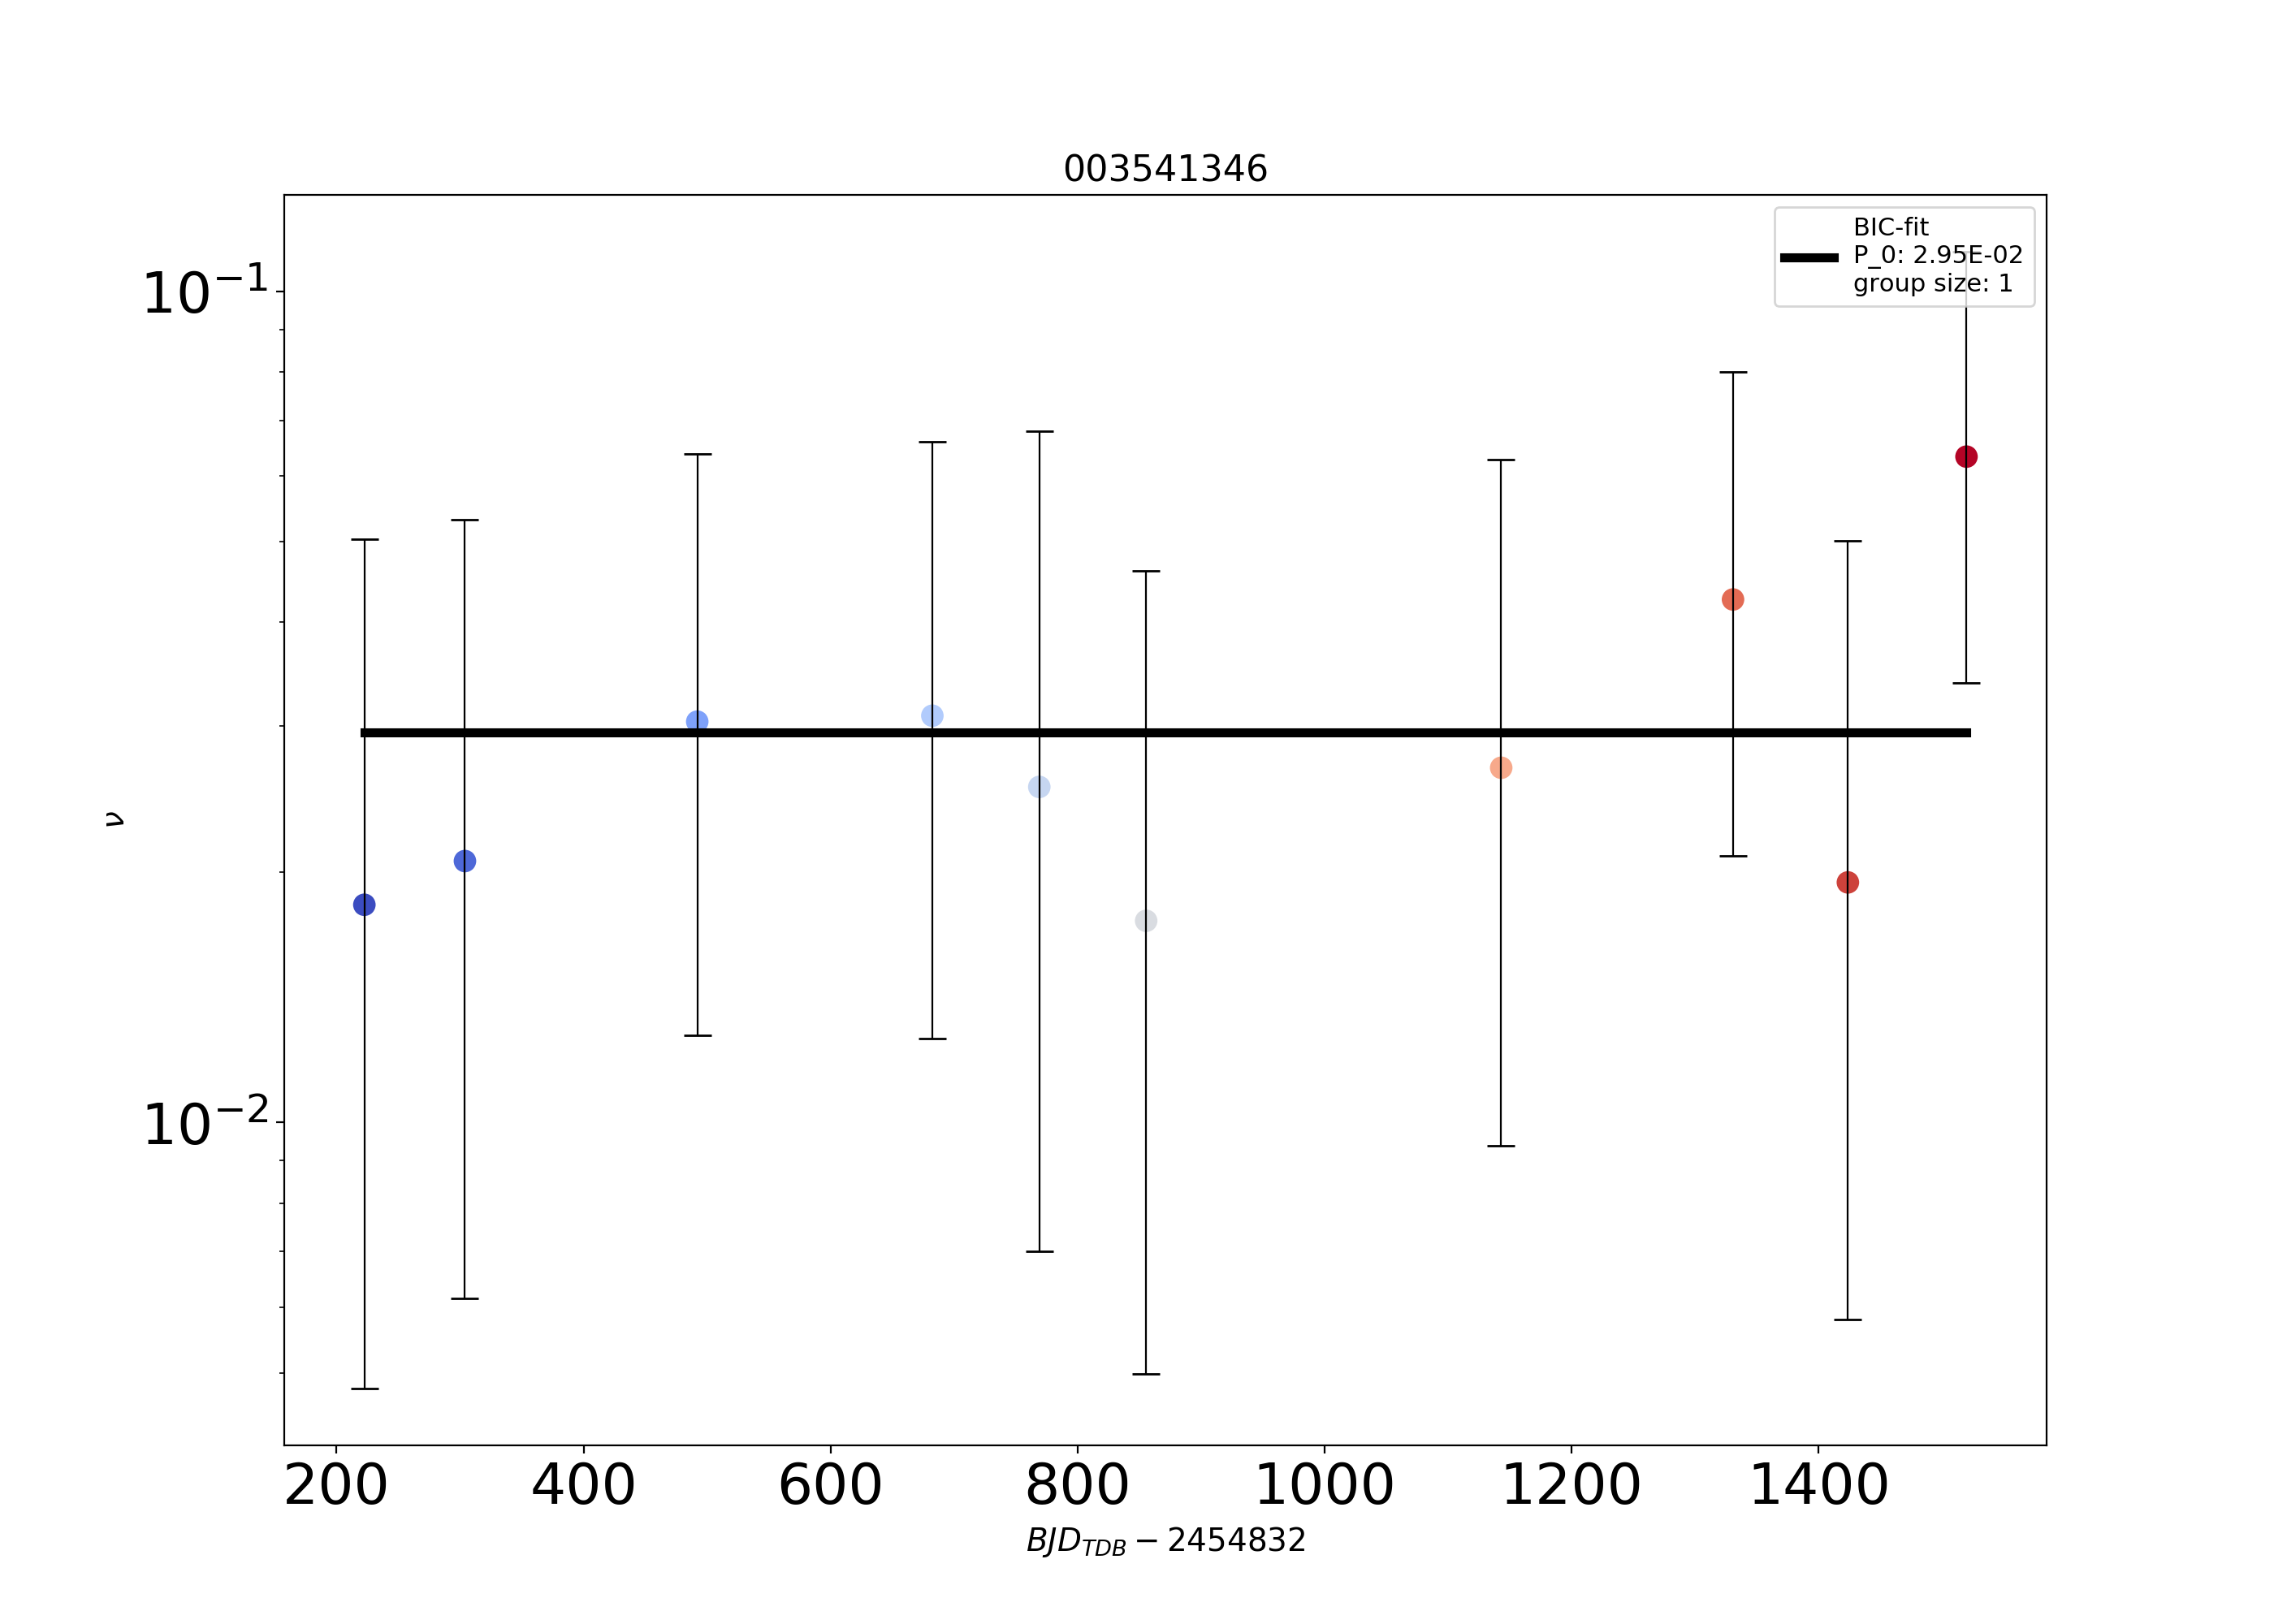 003541346
BIC-fit
P_0: 2.95E-02
group size: 1
10⁻¹
10⁻²
ν
200 400 600 800 1000 1200 1400
BJD_{TDB} − 2454832